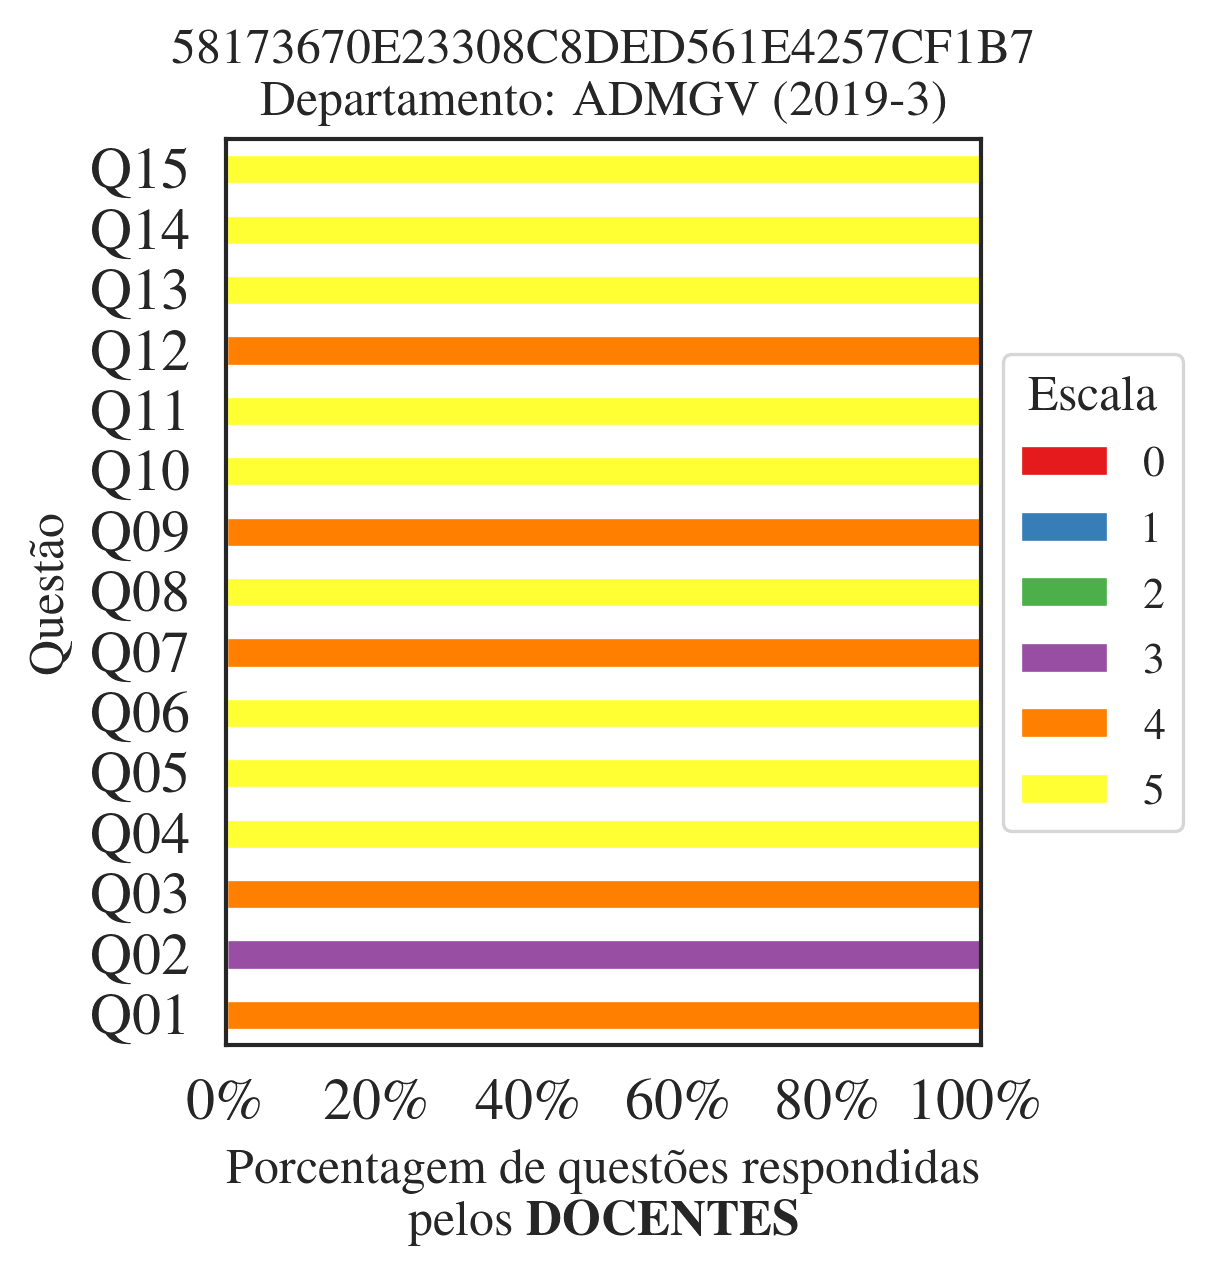 58173670E23308C8DED561E4257CF1B7
Departamento: ADMGV (2019-3)
Q15
Q14
Q13
Q12
Q11
Q10
Q09
Q08
Q07
Q06
Q05
Q04
Q03
Q02
Q01
Questão
0% 20% 40% 60% 80% 100%
Porcentagem de questões respondidas
pelos DOCENTES
Escala
0
1
2
3
4
5